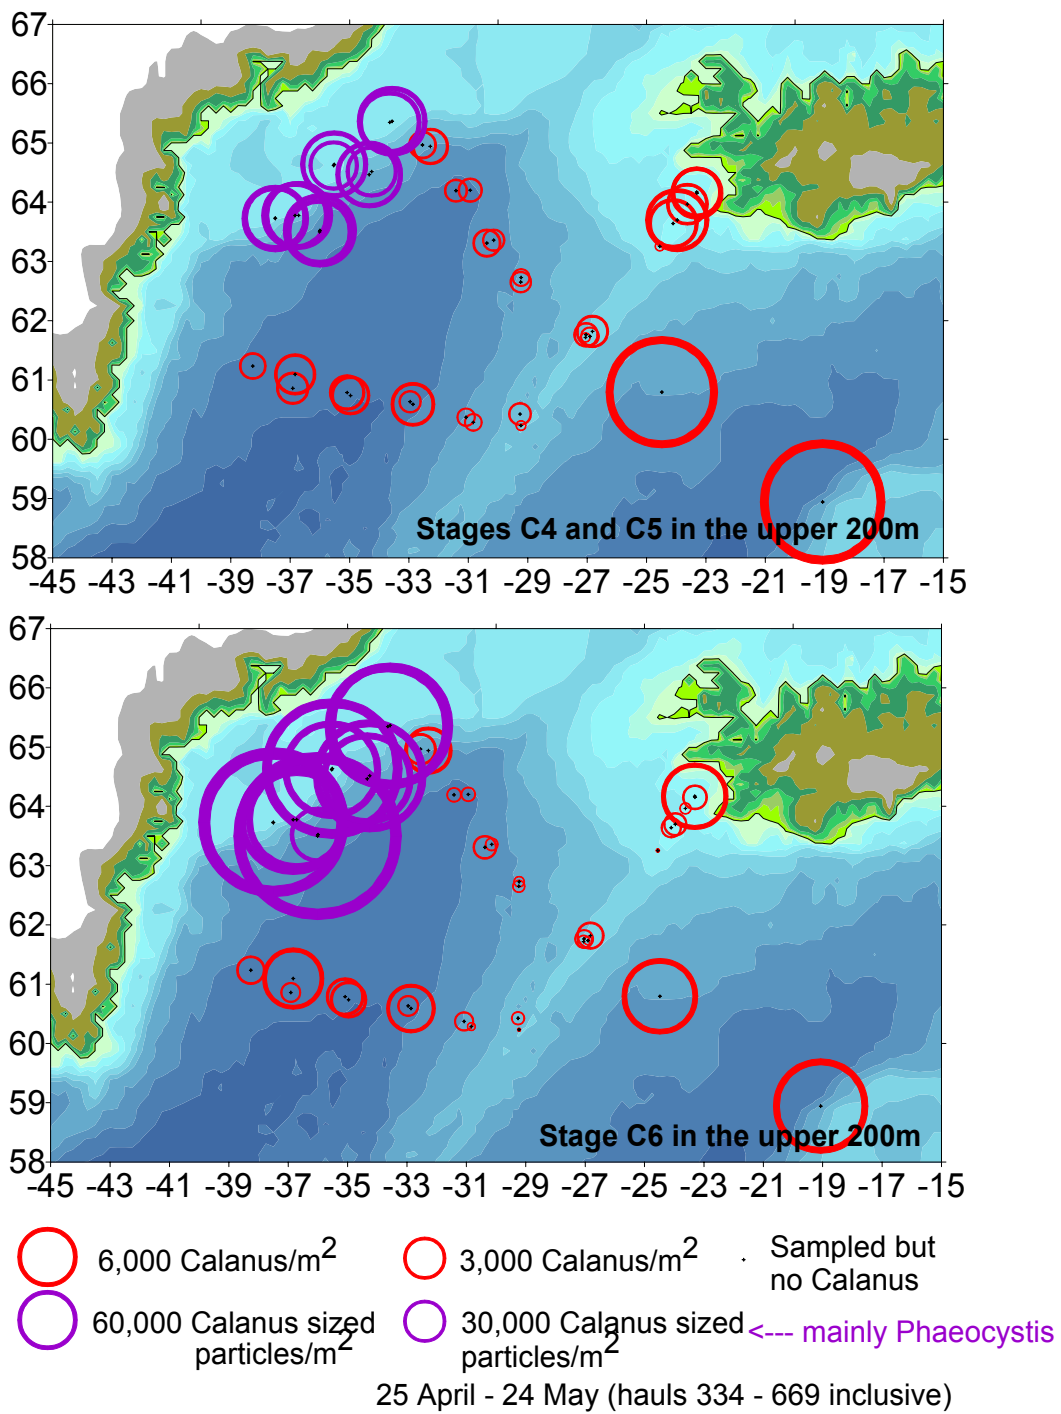 67
66
65
64
63
62
61
60
59
58
Stages C4 and C5 in the upper 200m
-45 -43 -41 -39 -37 -35 -33 -31 -29 -27 -25 -23 -21 -19 -17 -15
67
66
65
64
63
62
61
60
59
58
Stage C6 in the upper 200m
-45 -43 -41 -39 -37 -35 -33 -31 -29 -27 -25 -23 -21 -19 -17 -15
6,000 Calanus/m²
3,000 Calanus/m²
Sampled but
no Calanus
60,000 Calanus sized
particles/m²
30,000 Calanus sized
particles/m²
<--- mainly Phaeocystis
25 April - 24 May (hauls 334 - 669 inclusive)